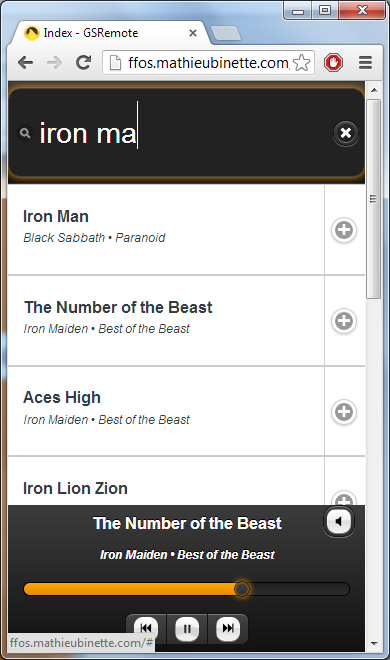 Index - GSRemote
ffos.mathieubinette.com
iron ma
Iron Man
Black Sabbath • Paranoid
The Number of the Beast
Iron Maiden • Best of the Beast
Aces High
Iron Maiden • Best of the Beast
Iron Lion Zion
The Number of the Beast
Iron Maiden • Best of the Beast
ffos.mathieubinette.com/#